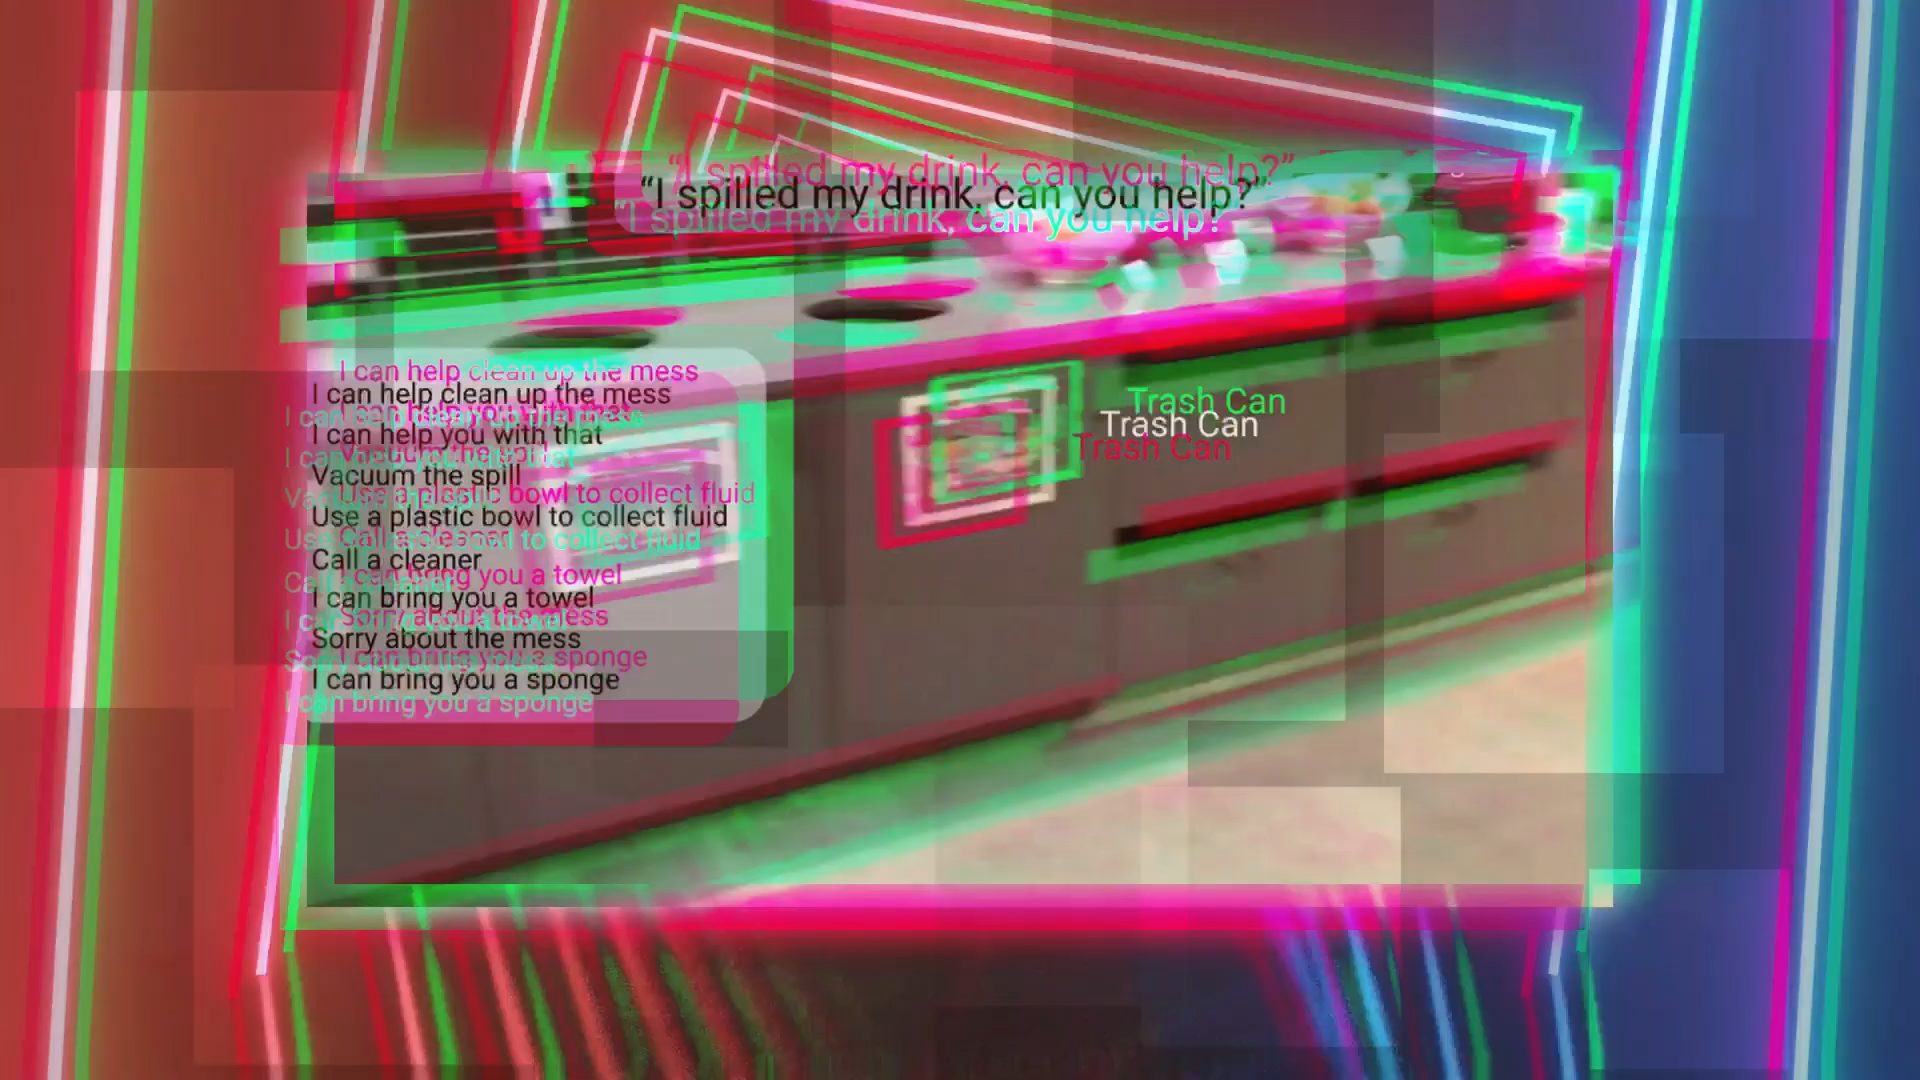 “I spilled my drink, can you help?”
I can help clean up the mess
I can help you with that
Vacuum the spill
Use a plastic bowl to collect fluid
Call a cleaner
I can bring you a towel
Sorry about the mess
I can bring you a sponge
Trash Can